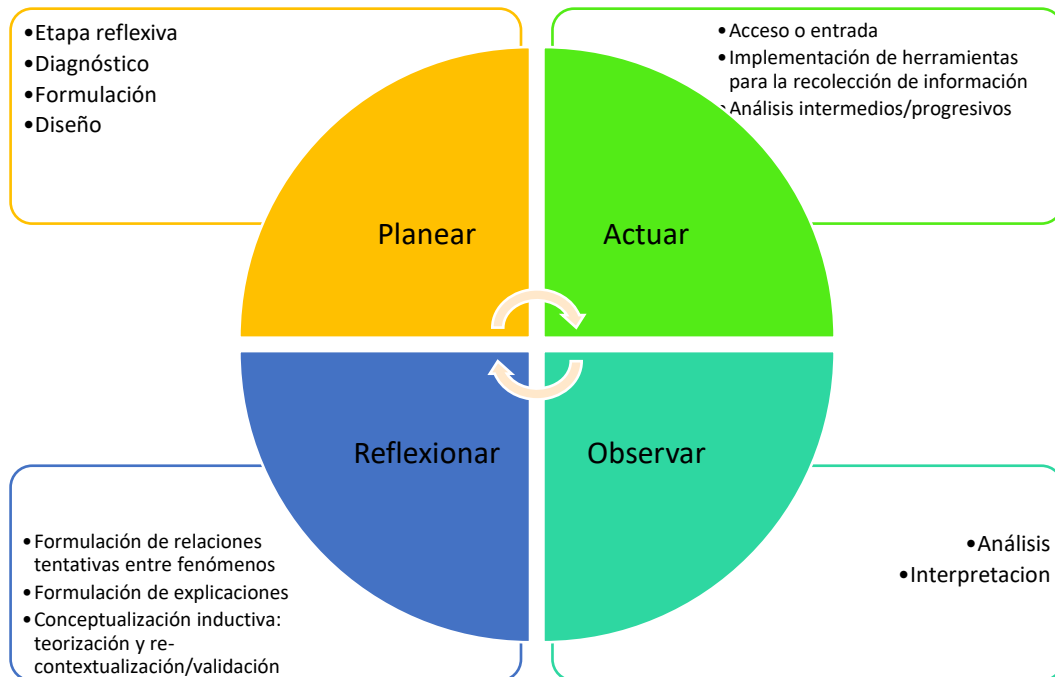 •Etapa reflexiva
•Diagnóstico
•Formulación
•Diseño
•Acceso o entrada
•Implementación de herramientas
para la recolección de información
•Análisis intermedios/progresivos
Planear
Actuar
Reflexionar
Observar
•Formulación de relaciones
tentativas entre fenómenos
•Formulación de explicaciones
•Conceptualización inductiva:
teorización y re-
contextualización/validación
•Análisis
•Interpretacion